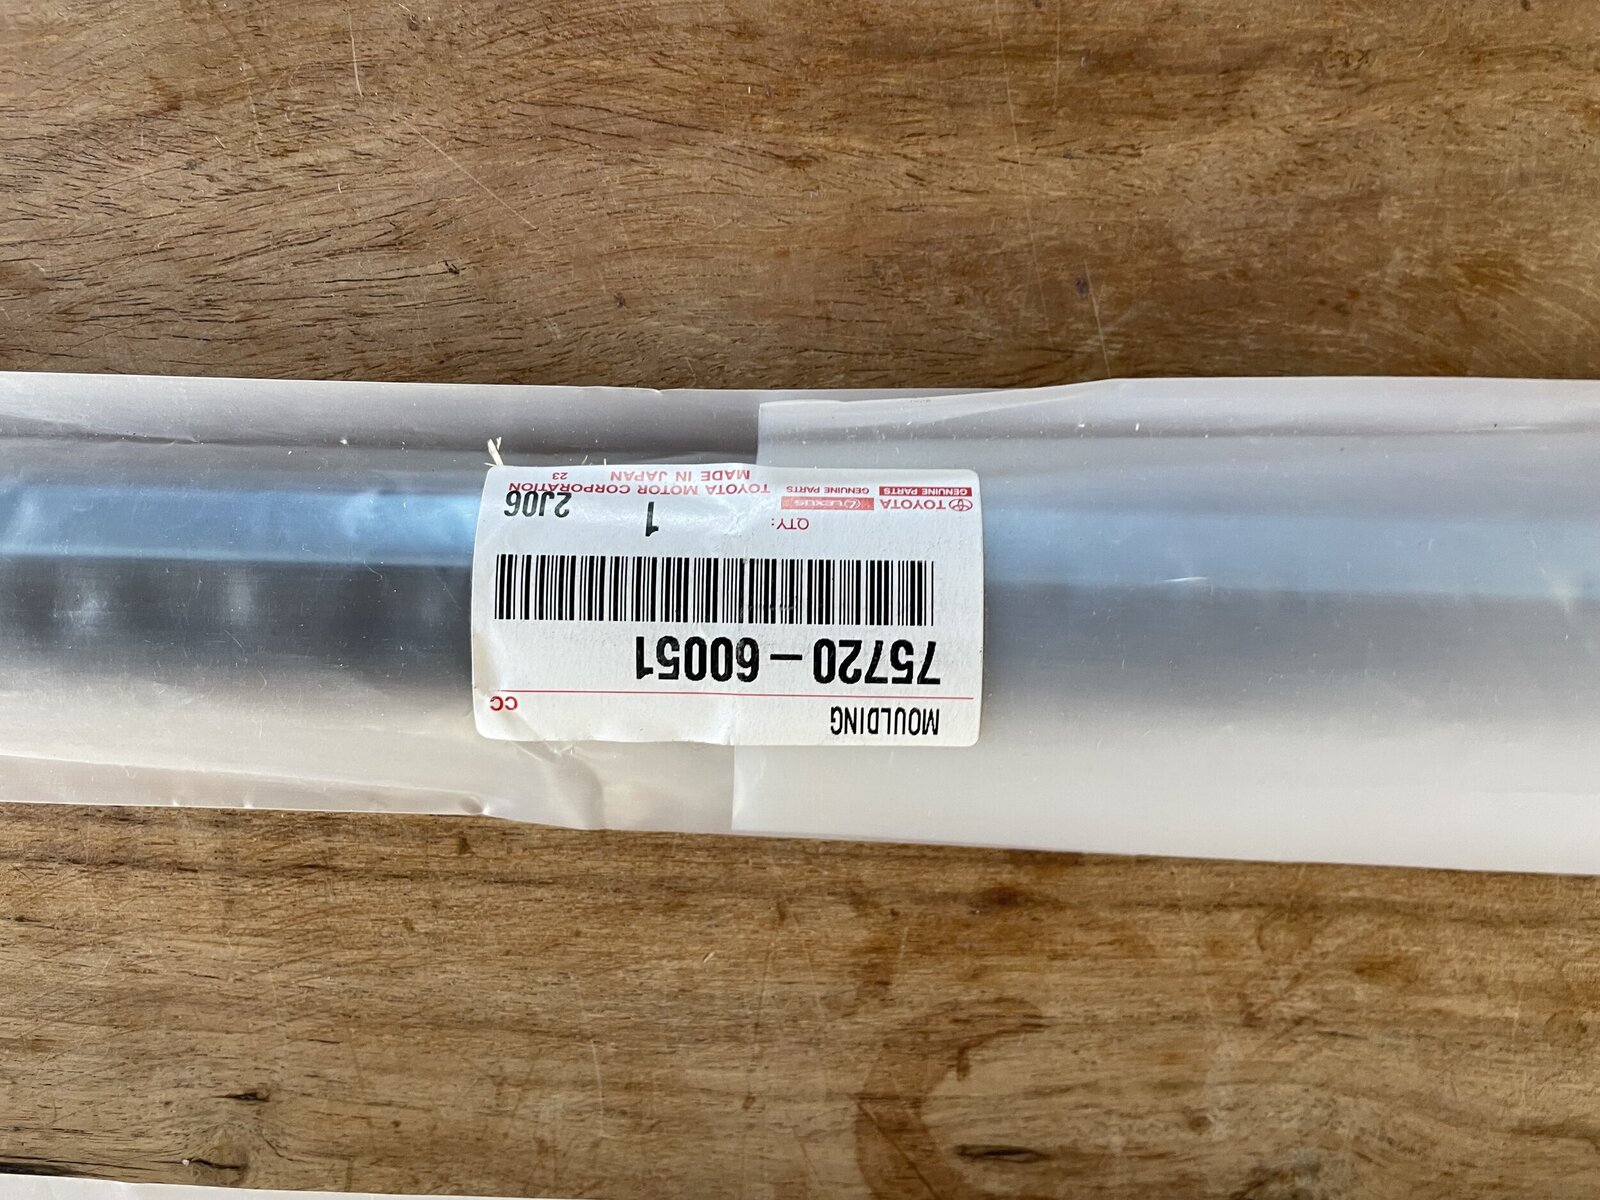 MOULDING
CC
75720-60051
QTY: 1 2J06
TOYOTA GENUINE PARTS
LEXUS GENUINE PARTS
TOYOTA MOTOR CORPORATION
MADE IN JAPAN 23